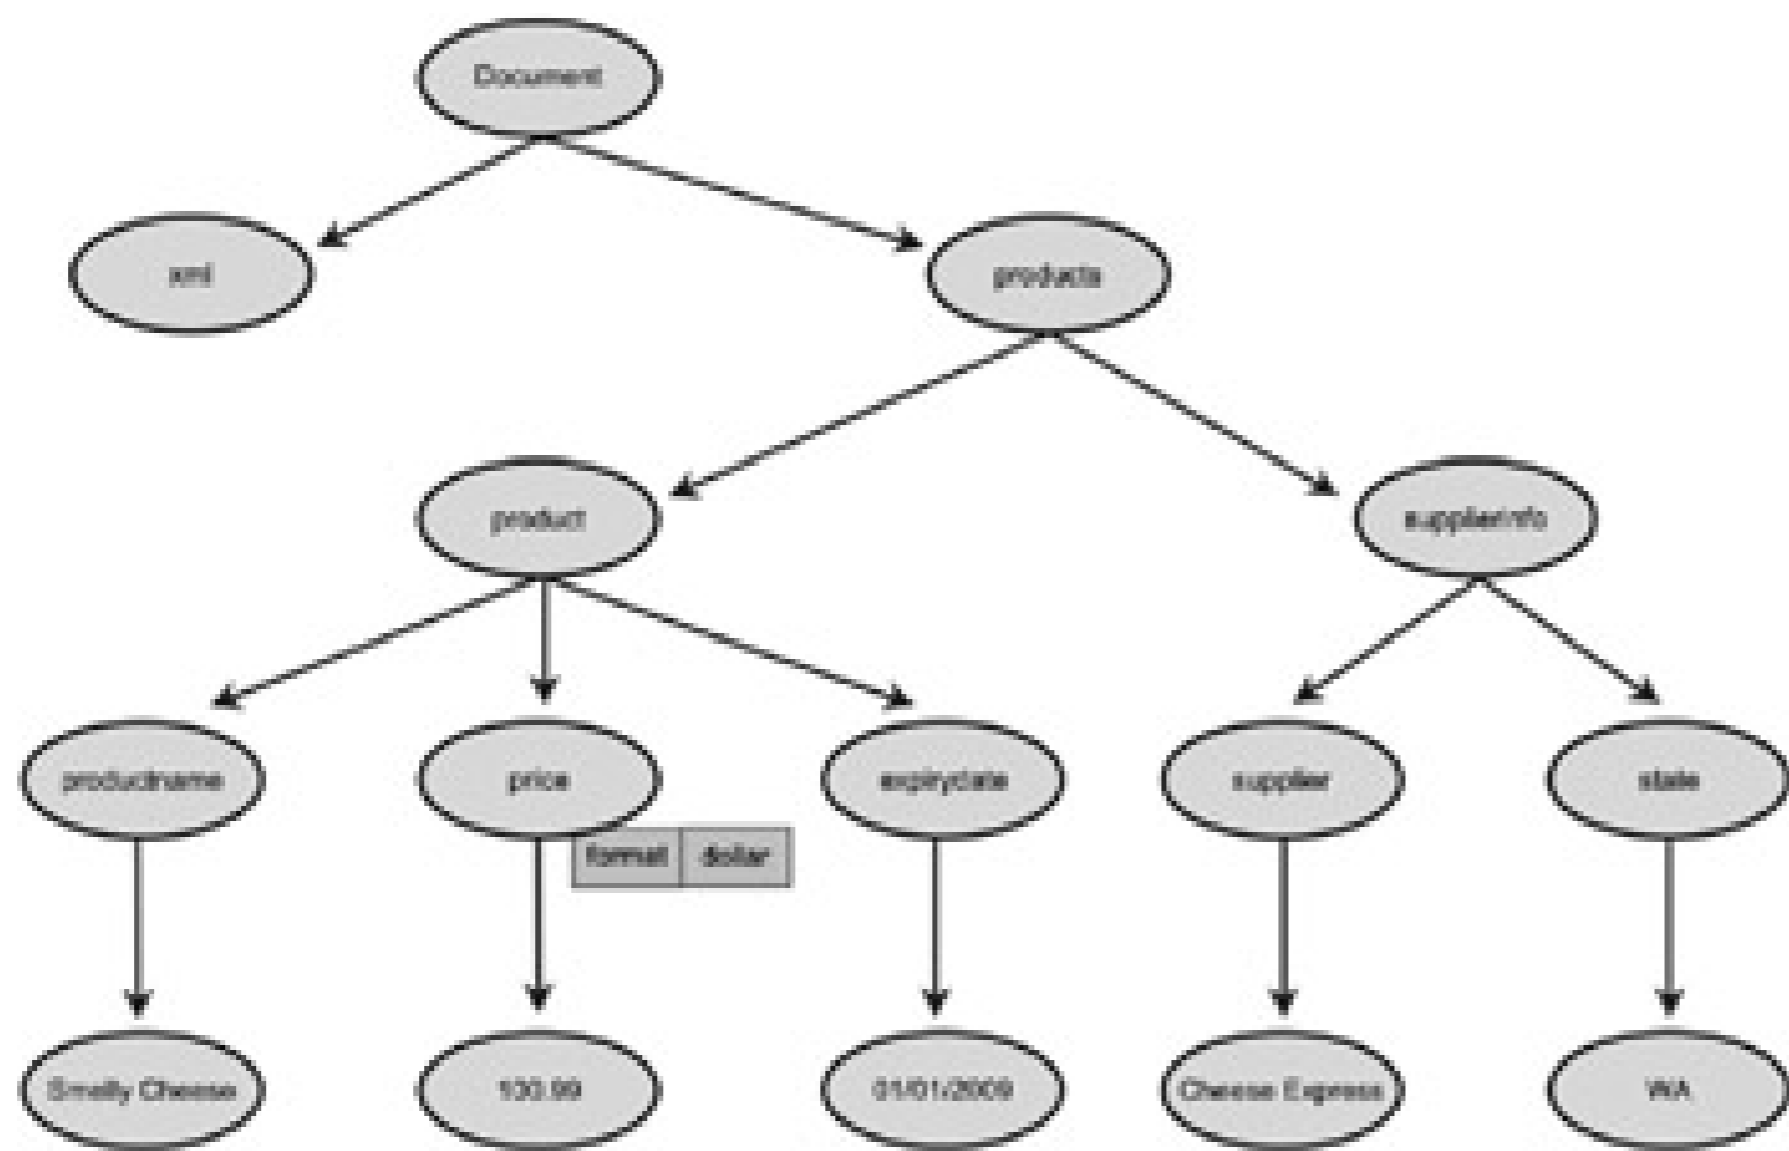 Document
xml
products
product
supplierinfo
productname
price
expirydate
supplier
state
format dollar
Smelly Cheese
100.99
01/01/2009
Cheese Express
WA